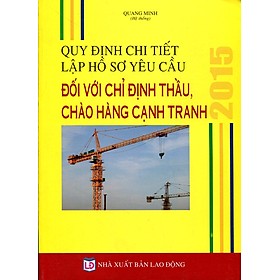 QUANG MINH
(Hệ thống)
QUY ĐỊNH CHI TIẾT
LẬP HỒ SƠ YÊU CẦU
ĐỐI VỚI CHỈ ĐỊNH THẦU,
CHÀO HÀNG CẠNH TRANH
2015
NHÀ XUẤT BẢN LAO ĐỘNG